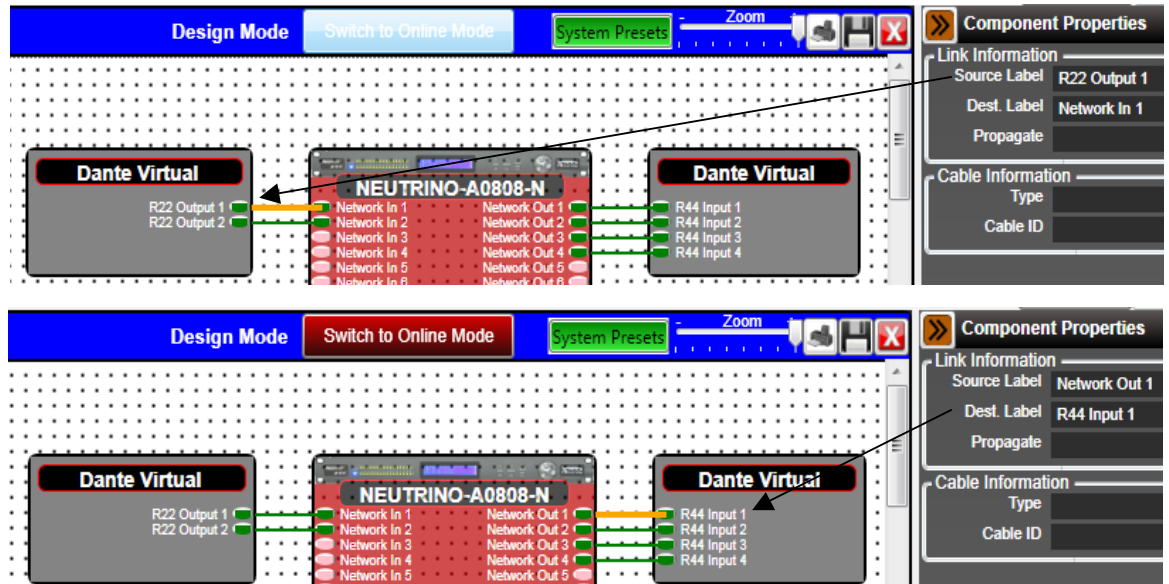 Design Mode Switch to Online Mode System Presets - Zoom +
Component Properties
Link Information
Source Label R22 Output 1
Dest. Label Network In 1
Propagate
Cable Information
Type
Cable ID
Dante Virtual
R22 Output 1
R22 Output 2
NEUTRINO-A0808-N
Network In 1 Network Out 1
Network In 2 Network Out 2
Network In 3 Network Out 3
Network In 4 Network Out 4
Network In 5 Network Out 5
Network In 6 Network Out 6
Dante Virtual
R44 Input 1
R44 Input 2
R44 Input 3
R44 Input 4
Design Mode Switch to Online Mode System Presets - Zoom +
Component Properties
Link Information
Source Label Network Out 1
Dest. Label R44 Input 1
Propagate
Cable Information
Type
Cable ID
Dante Virtual
R22 Output 1
R22 Output 2
NEUTRINO-A0808-N
Network In 1 Network Out 1
Network In 2 Network Out 2
Network In 3 Network Out 3
Network In 4 Network Out 4
Network In 5 Network Out 5
Dante Virtual
R44 Input 1
R44 Input 2
R44 Input 3
R44 Input 4